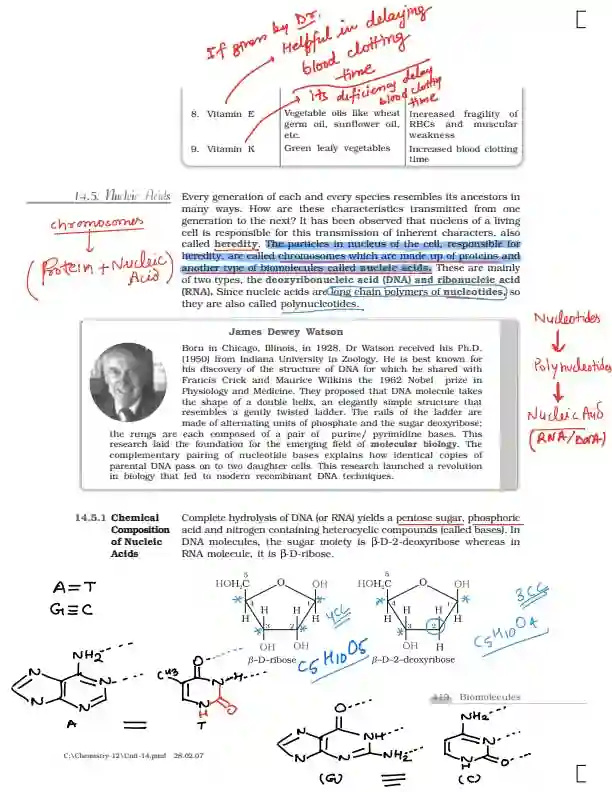 If given by Dr.
Helpful in delaying
blood clotting
time
its deficiency delay
blood clotting
time
8. Vitamin E Vegetable oils like wheat germ oil, sunflower oil, etc. Increased fragility of RBCs and muscular weakness
9. Vitamin K Green leafy vegetables Increased blood clotting time
14.5 Nucleic Acids
chromosomes
(Protein + Nucleic
Acid)
Every generation of each and every species resembles its ancestors in
many ways. How are these characteristics transmitted from one
generation to the next? It has been observed that nucleus of a living
cell is responsible for this transmission of inherent characters, also
called heredity. The particles in nucleus of the cell, responsible for
heredity, are called chromosomes which are made up of proteins and
another type of biomolecules called nucleic acids. These are mainly
of two types, the deoxyribonucleic acid (DNA) and ribonucleic acid
(RNA). Since nucleic acids are long chain polymers of nucleotides, so
they are also called polynucleotides.
James Dewey Watson
Born in Chicago, Illinois, in 1928, Dr Watson received his Ph.D.
(1950) from Indiana University in Zoology. He is best known for
his discovery of the structure of DNA for which he shared with
Francis Crick and Maurice Wilkins the 1962 Nobel prize in
Physiology and Medicine. They proposed that DNA molecule takes
the shape of a double helix, an elegantly simple structure that
resembles a gently twisted ladder. The rails of the ladder are
made of alternating units of phosphate and the sugar deoxyribose;
the rungs are each composed of a pair of purine/ pyrimidine bases. This
research laid the foundation for the emerging field of molecular biology. The
complementary pairing of nucleotide bases explains how identical copies of
parental DNA pass on to two daughter cells. This research launched a revolution
in biology that led to modern recombinant DNA techniques.
Nucleotides
Polynucleotides
Nucleic Acid
(RNA/DNA)
14.5.1 Chemical
Composition
of Nucleic
Acids
Complete hydrolysis of DNA (or RNA) yields a pentose sugar, phosphoric
acid and nitrogen containing heterocyclic compounds (called bases). In
DNA molecules, the sugar moiety is β-D-2-deoxyribose whereas in
RNA molecule, it is β-D-ribose.
A=T
G≡C
5
HOH₂C O OH
4 1
H H H H
3 2
OH OH
β-D-ribose
4CC
C5H10O5
5
HOH₂C O OH
4 1
H H H H
3 2
OH H
β-D-2-deoxyribose
3CC
C5H10O4
NH2
N N
N N
H
A
=
CH3 O
N H
N O
H
T
419 Biomolecules
C:\Chemistry-12\Unit-14.pmd 28.02.07
O
N NH
N N NH2
H
(G)
≡
NH2
N
N O
H
(C)